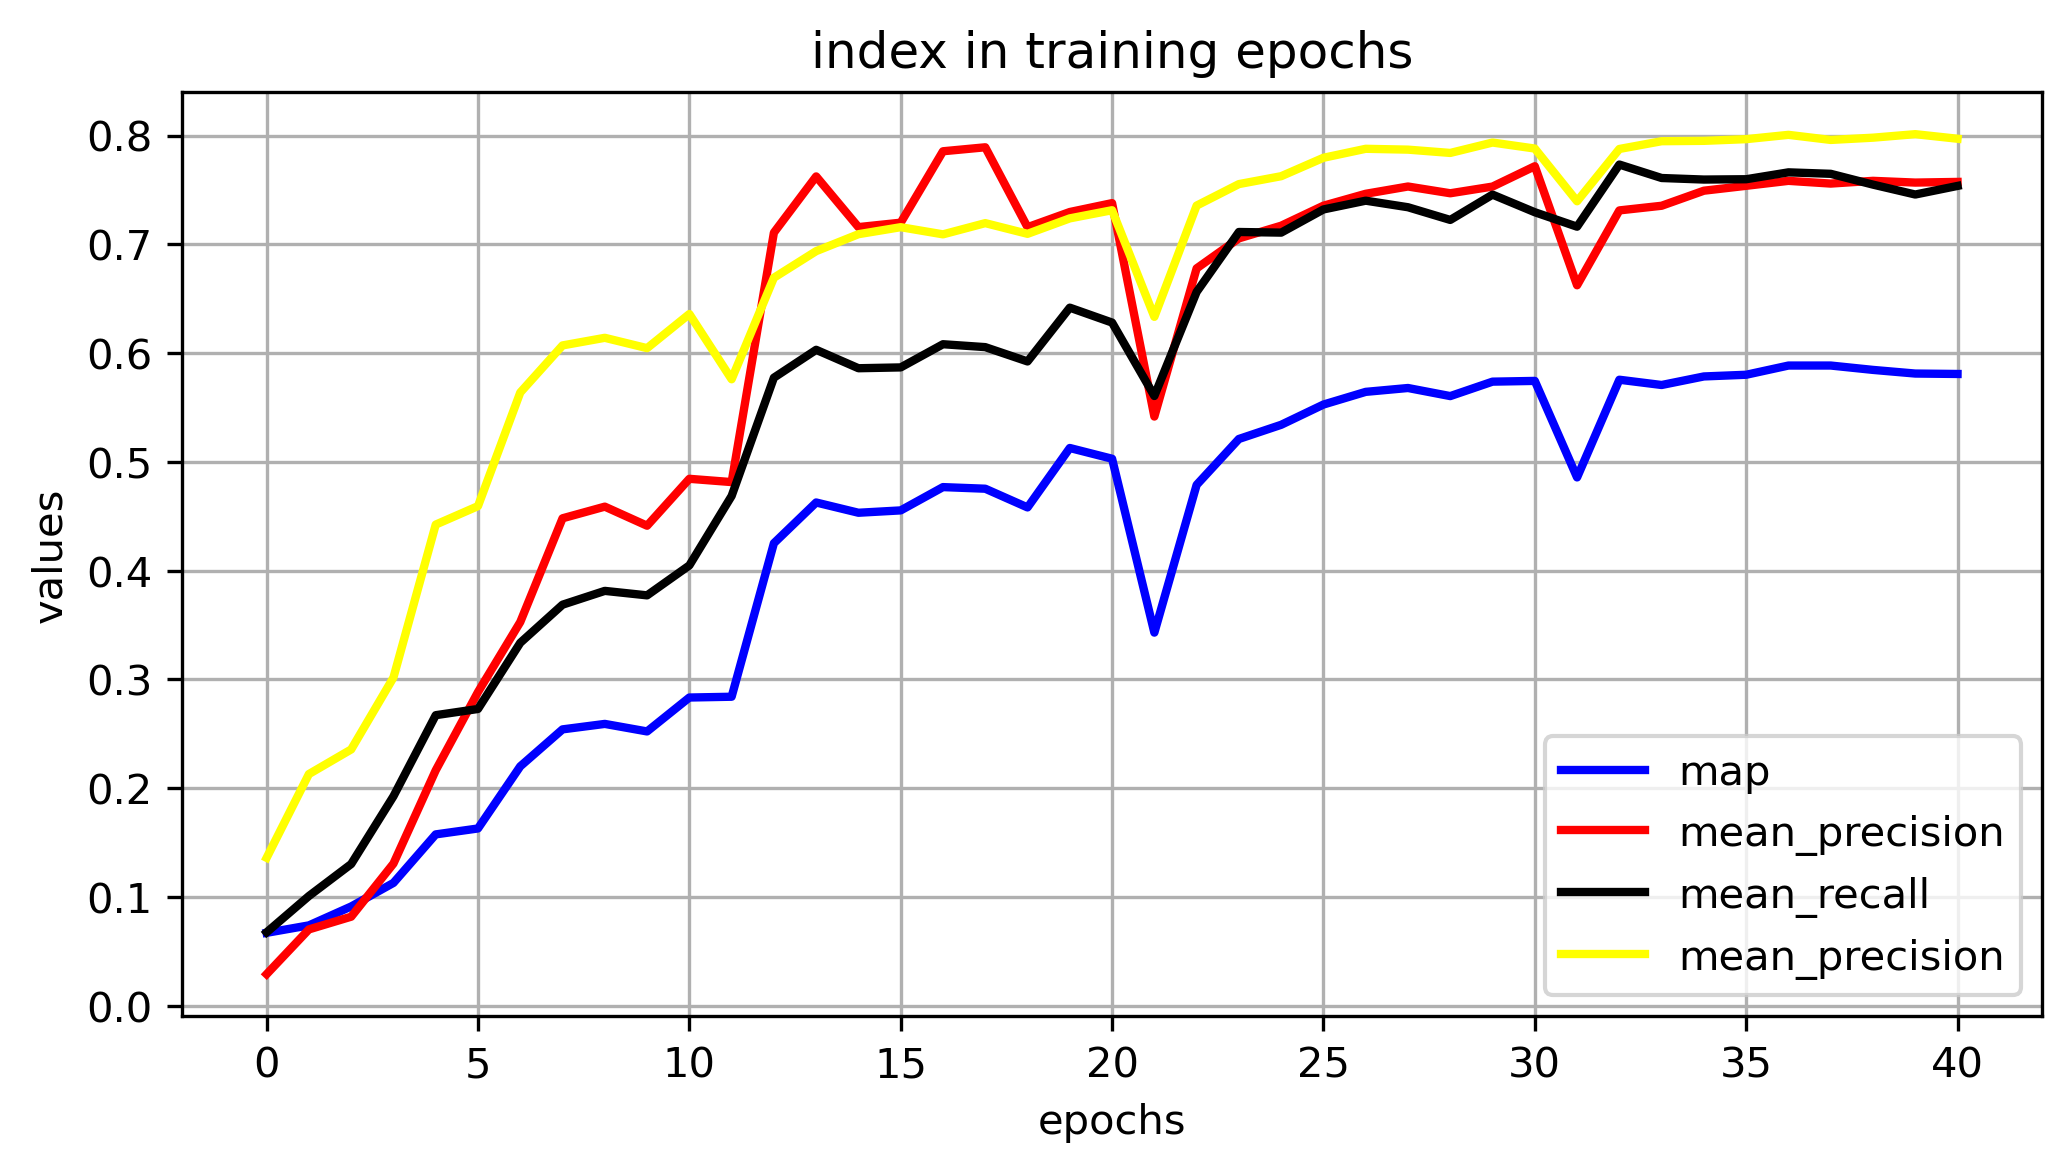 index in training epochs
0.8
0.7
0.6
0.5
0.4
0.3
0.2
0.1
0.0
values
map
mean_precision
mean_recall
mean_precision
0 5 10 15 20 25 30 35 40
epochs